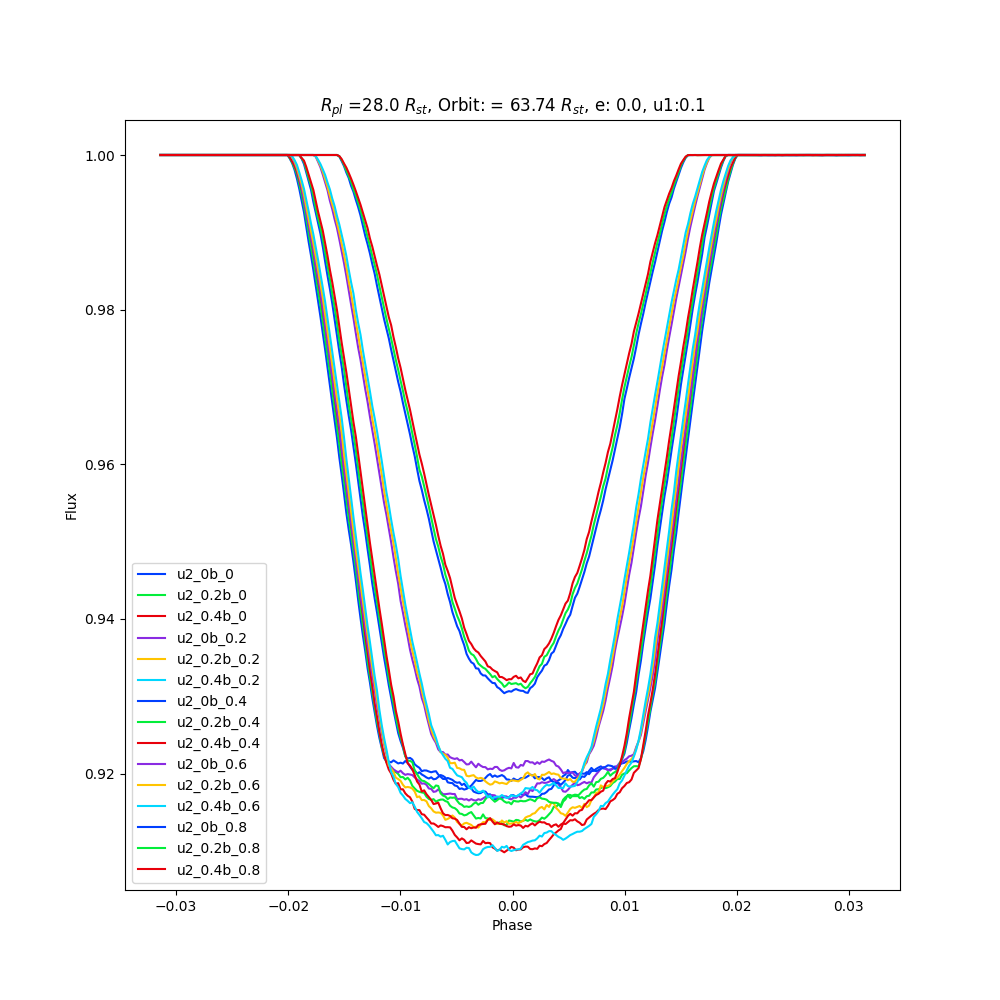 R_pl =28.0 R_st, Orbit: = 63.74 R_st, e: 0.0, u1:0.1
1.00
0.98
0.96
0.94
0.92
Flux
u2_0b_0
u2_0.2b_0
u2_0.4b_0
u2_0b_0.2
u2_0.2b_0.2
u2_0.4b_0.2
u2_0b_0.4
u2_0.2b_0.4
u2_0.4b_0.4
u2_0b_0.6
u2_0.2b_0.6
u2_0.4b_0.6
u2_0b_0.8
u2_0.2b_0.8
u2_0.4b_0.8
−0.03 −0.02 −0.01 0.00 0.01 0.02 0.03
Phase